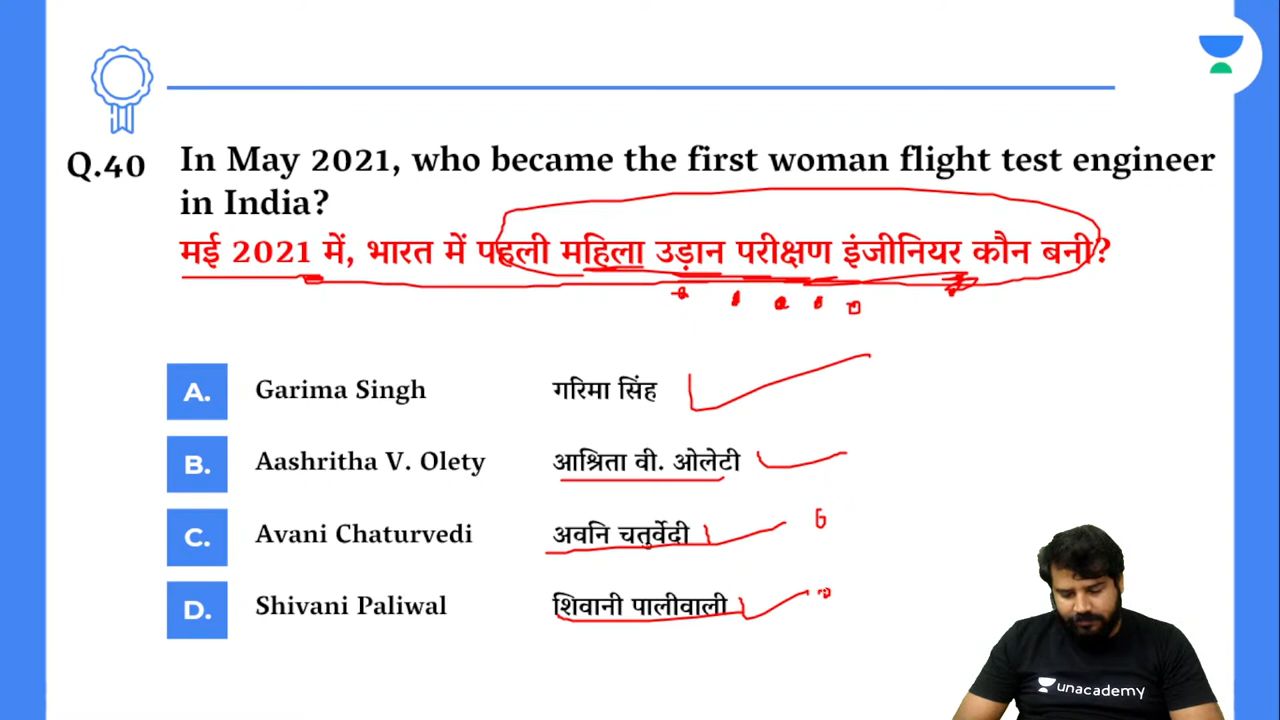 Q.40 In May 2021, who became the first woman flight test engineer
in India?
मई 2021 में, भारत में पहली महिला उड़ान परीक्षण इंजीनियर कौन बनी?
A. Garima Singh गरिमा सिंह
B. Aashritha V. Olety आश्रिता वी. ओलेटी
C. Avani Chaturvedi अवनि चतुर्वेदी
D. Shivani Paliwal शिवानी पालीवाली
unacademy